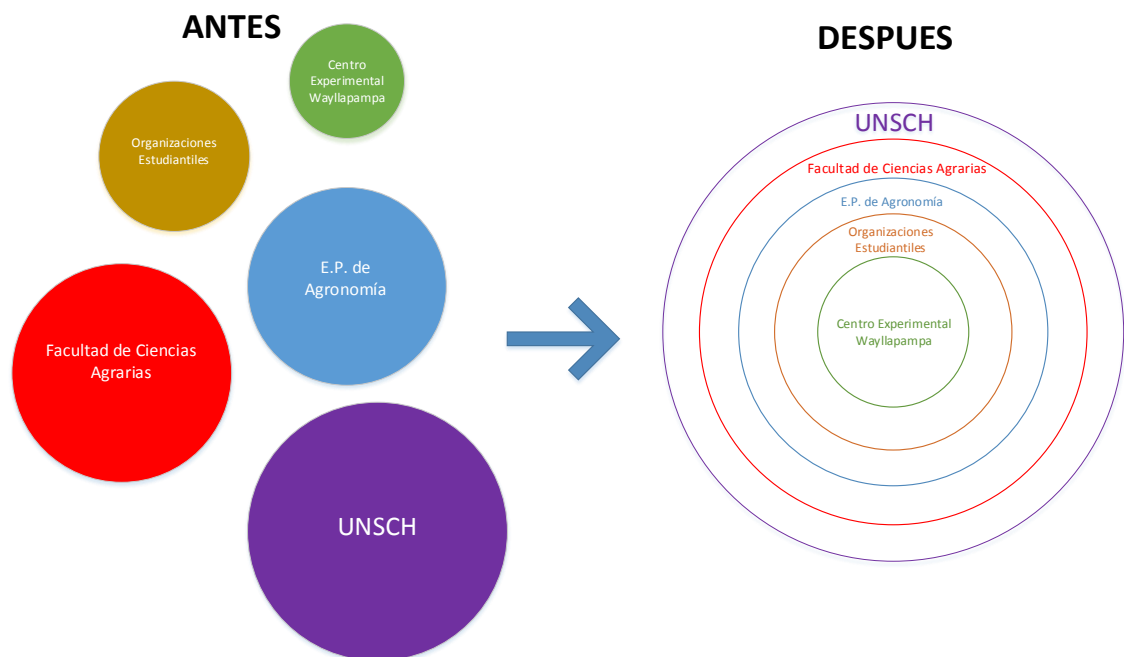 ANTES
Centro
Experimental
Wayllapampa
Organizaciones
Estudiantiles
E.P. de
Agronomía
Facultad de Ciencias
Agrarias
UNSCH
DESPUES
UNSCH
Facultad de Ciencias Agrarias
E.P. de Agronomía
Organizaciones
Estudiantiles
Centro Experimental
Wayllapampa